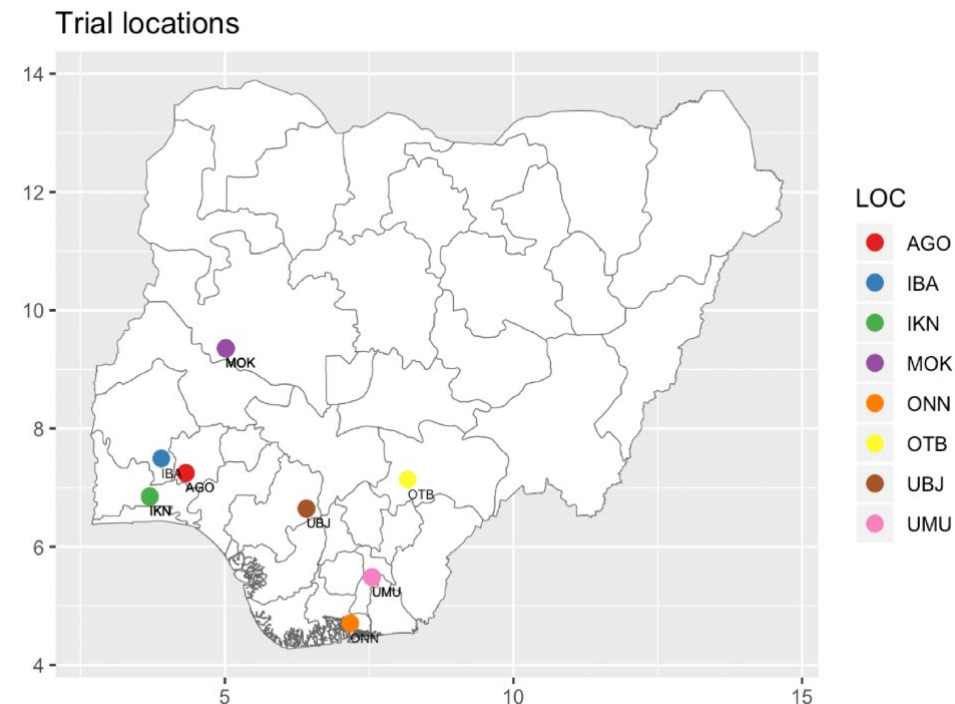 Trial locations
14
12
10
8
6
4
5
10
15
MOK
IBA
AGO
IKN
OTB
UBJ
UMU
ONN
LOC
AGO
IBA
IKN
MOK
ONN
OTB
UBJ
UMU